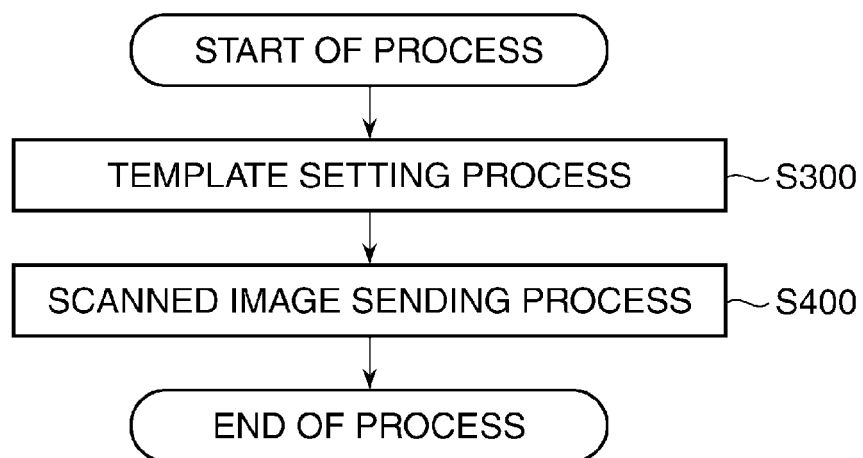 START OF PROCESS
TEMPLATE SETTING PROCESS S300
SCANNED IMAGE SENDING PROCESS S400
END OF PROCESS